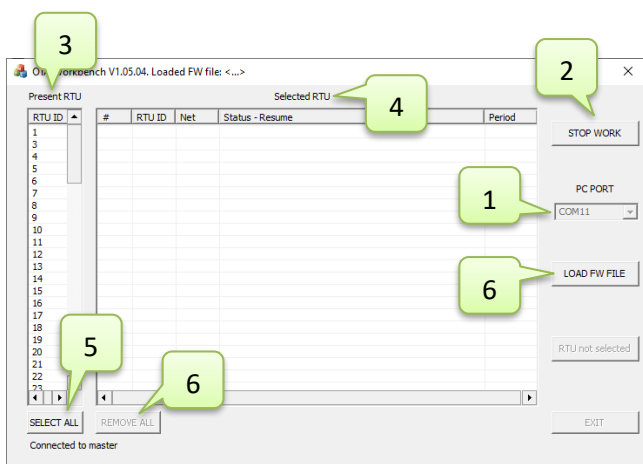 3
2
OTA Workbench V1.05.04. Loaded FW file: <...>
Present RTU
Selected RTU
4
RTU ID
# RTU ID Net Status - Resume Period
1
3
4
5
6
7
8
9
10
11
12
13
14
15
16
17
18
19
20
21
22
23
STOP WORK
PC PORT
1
COM11
LOAD FW FILE
6
RTU not selected
5
6
SELECT ALL
REMOVE ALL
EXIT
Connected to master